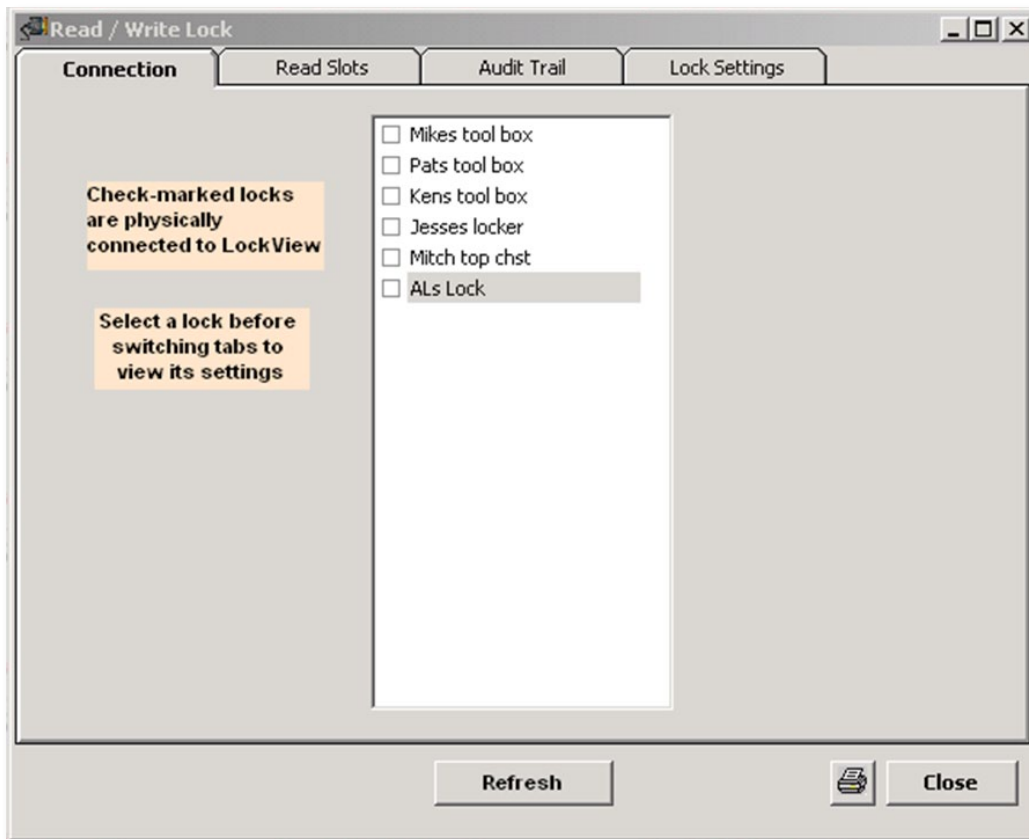 Read / Write Lock
Connection
Read Slots
Audit Trail
Lock Settings
Check-marked locks
are physically
connected to LockView
Select a lock before
switching tabs to
view its settings
Mikes tool box
Pats tool box
Kens tool box
Jesses locker
Mitch top chst
ALs Lock
Refresh
Close